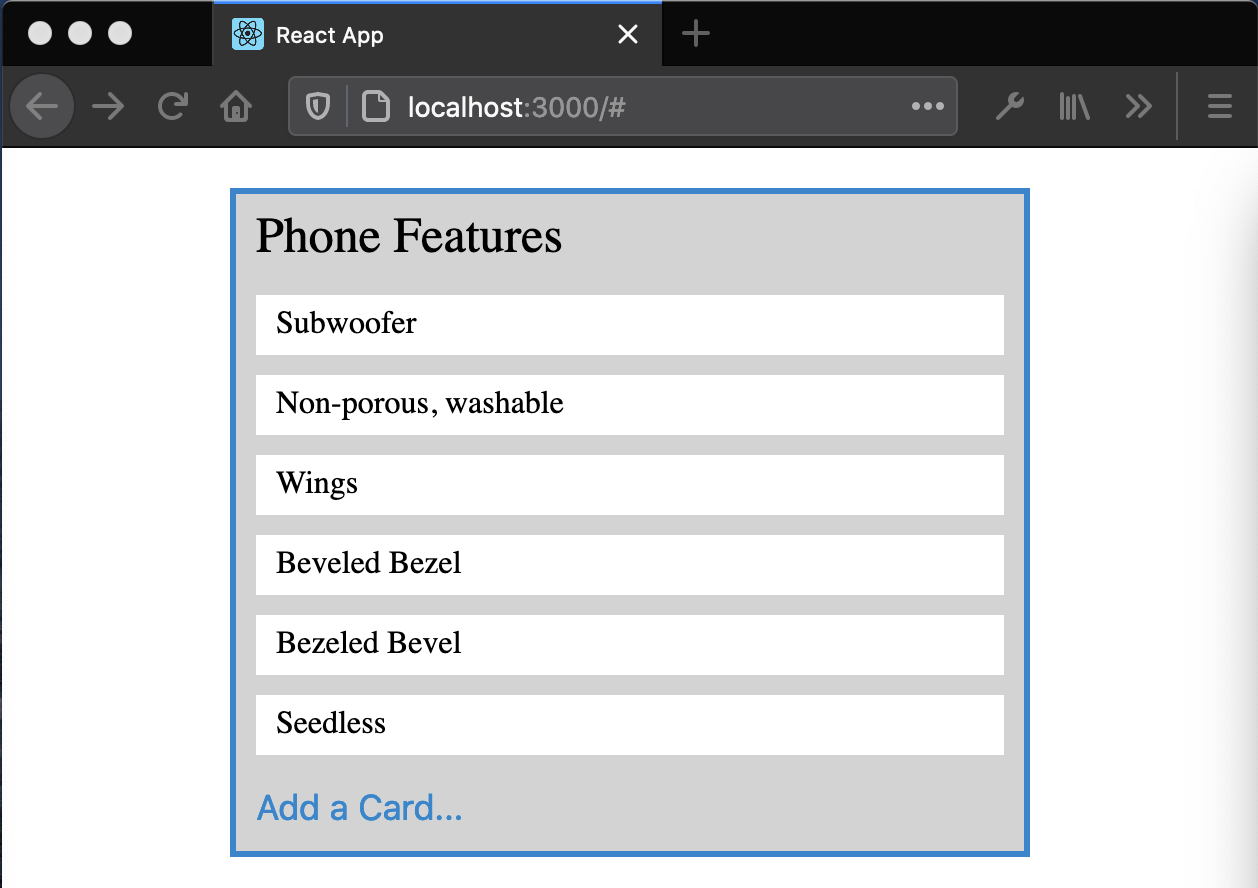 React App
localhost:3000/#
Phone Features
Subwoofer
Non-porous, washable
Wings
Beveled Bezel
Bezeled Bevel
Seedless
Add a Card...